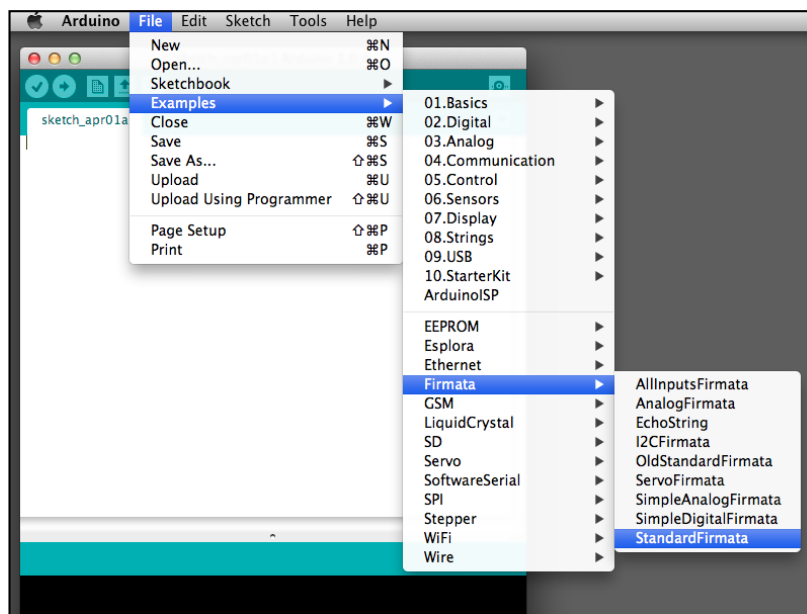 Arduino File Edit Sketch Tools Help
New ⌘N
Open... ⌘O
Sketchbook ▶
Examples ▶
Close ⌘W
Save ⌘S
Save As... ⇧⌘S
Upload ⌘U
Upload Using Programmer ⇧⌘U
Page Setup ⇧⌘P
Print ⌘P
sketch_apr01a
01.Basics ▶
02.Digital ▶
03.Analog ▶
04.Communication ▶
05.Control ▶
06.Sensors ▶
07.Display ▶
08.Strings ▶
09.USB ▶
10.StarterKit ▶
ArduinoISP
EEPROM ▶
Esplora ▶
Ethernet ▶
Firmata ▶
GSM ▶
LiquidCrystal ▶
SD ▶
Servo ▶
SoftwareSerial ▶
SPI ▶
Stepper ▶
WiFi ▶
Wire ▶
AllInputsFirmata
AnalogFirmata
EchoString
I2CFirmata
OldStandardFirmata
ServoFirmata
SimpleAnalogFirmata
SimpleDigitalFirmata
StandardFirmata